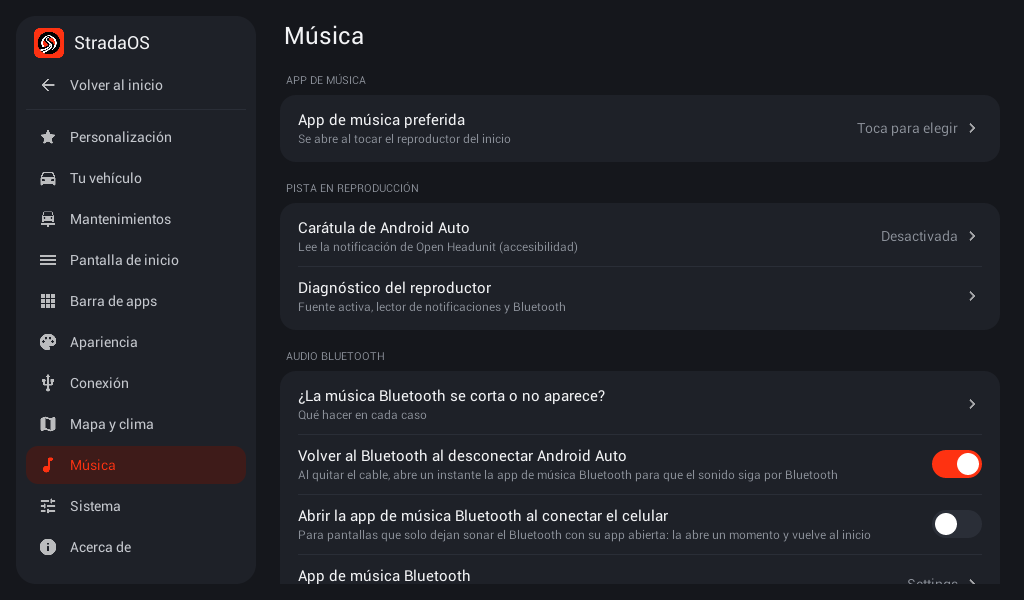 StradaOS
Volver al inicio
Personalización
Tu vehículo
Mantenimientos
Pantalla de inicio
Barra de apps
Apariencia
Conexión
Mapa y clima
Música
Sistema
Acerca de
Música
APP DE MÚSICA
App de música preferida
Se abre al tocar el reproductor del inicio
Toca para elegir
PISTA EN REPRODUCCIÓN
Carátula de Android Auto
Lee la notificación de Open Headunit (accesibilidad)
Desactivada
Diagnóstico del reproductor
Fuente activa, lector de notificaciones y Bluetooth
AUDIO BLUETOOTH
¿La música Bluetooth se corta o no aparece?
Qué hacer en cada caso
Volver al Bluetooth al desconectar Android Auto
Al quitar el cable, abre un instante la app de música Bluetooth para que el sonido siga por Bluetooth
Abrir la app de música Bluetooth al conectar el celular
Para pantallas que solo dejan sonar el Bluetooth con su app abierta: la abre un momento y vuelve al inicio
App de música Bluetooth
Settings